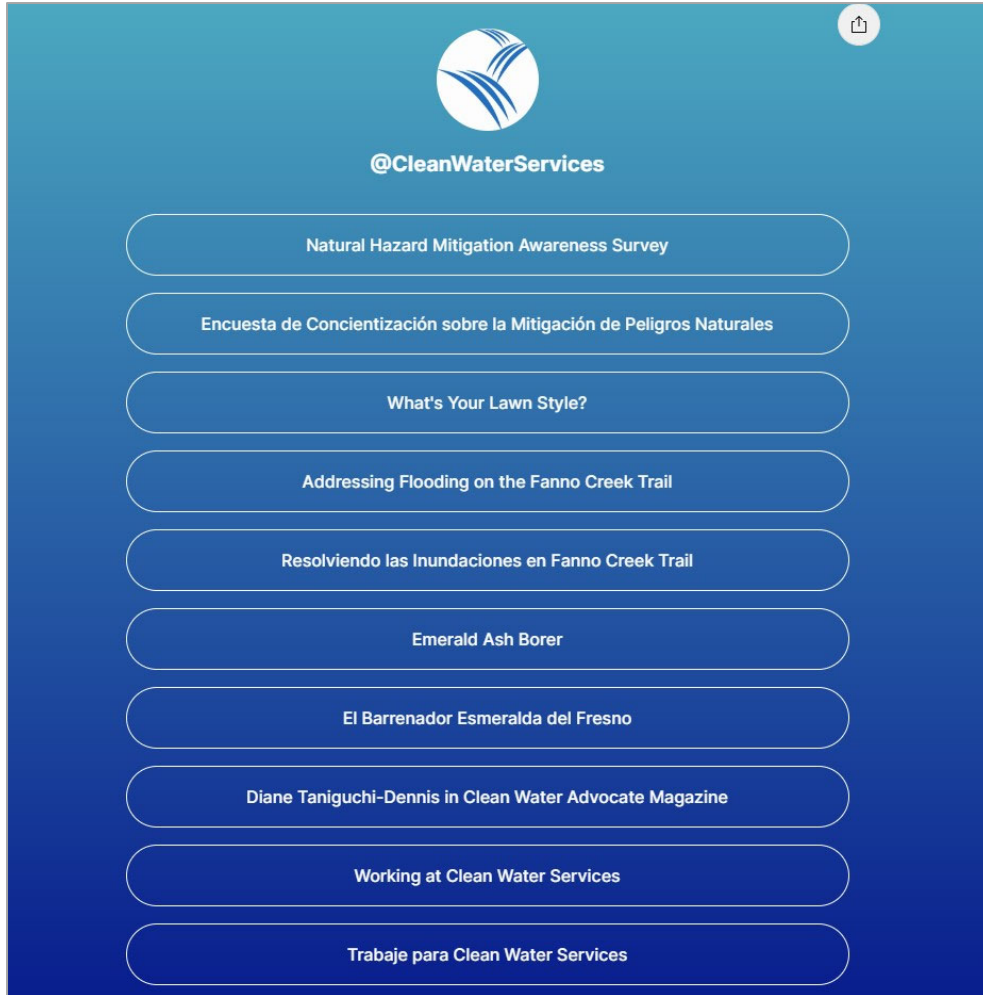 @CleanWaterServices
Natural Hazard Mitigation Awareness Survey
Encuesta de Concientización sobre la Mitigación de Peligros Naturales
What's Your Lawn Style?
Addressing Flooding on the Fanno Creek Trail
Resolviendo las Inundaciones en Fanno Creek Trail
Emerald Ash Borer
El Barrenador Esmeralda del Fresno
Diane Taniguchi-Dennis in Clean Water Advocate Magazine
Working at Clean Water Services
Trabaje para Clean Water Services